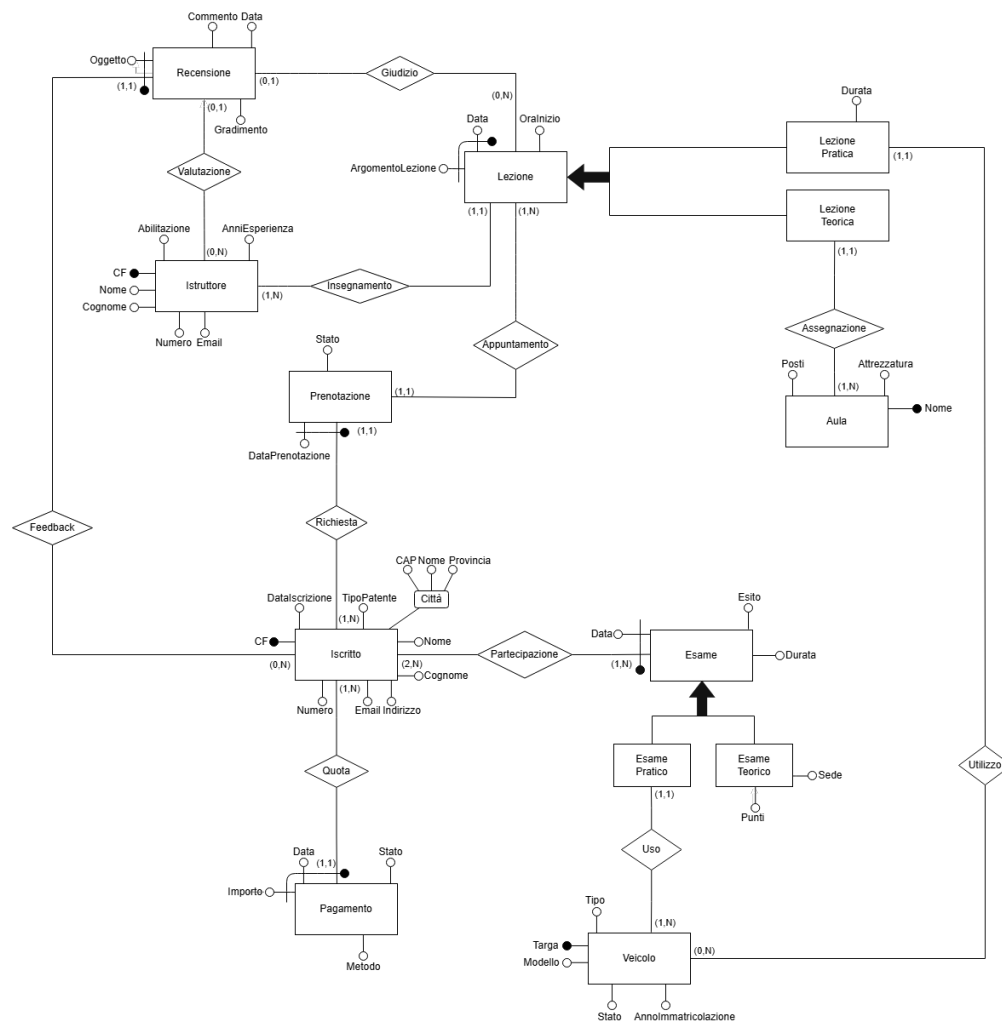 Commento Data
Oggetto
Recensione
(1,1)
(0,1)
(0,1)
Gradimento
Giudizio
(0,N)
Data
OraInizio
ArgomentoLezione
Lezione
(1,1)
(1,N)
Durata
Lezione
Pratica
(1,1)
Lezione
Teorica
(1,1)
Valutazione
Abilitazione
AnniEsperienza
(0,N)
CF
Nome
Cognome
Istruttore
(1,N)
Numero
Email
Insegnamento
Appuntamento
Assegnazione
Stato
Prenotazione
(1,1)
(1,1)
DataPrenotazione
Posti
Attrezzatura
(1,N)
Aula
Nome
Feedback
Richiesta
CAP
Nome
Provincia
Città
DataIscrizione
TipoPatente
(1,N)
CF
Iscritto
Nome
(0,N)
(2,N)
Cognome
(1,N)
Numero
Email
Indirizzo
Partecipazione
Esito
Data
Esame
Durata
(1,N)
Esame
Pratico
(1,1)
Esame
Teorico
Sede
Punti
Utilizzo
Quota
Uso
Data
(1,1)
Stato
Importo
Pagamento
Metodo
Tipo
(1,N)
Targa
Modello
Veicolo
(0,N)
Stato
AnnoImmatricolazione